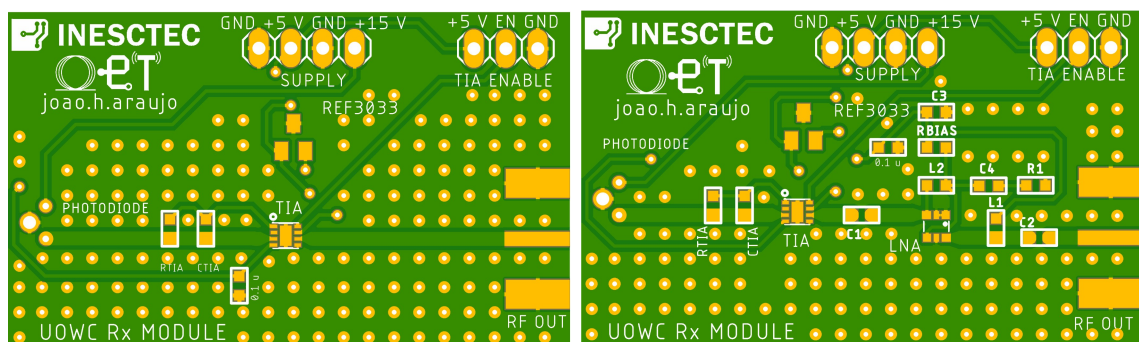 GND +5 V GND +15 V
+5 V EN GND
INESCTEC
SUPPLY
TIA ENABLE
joao.h.araujo
REF3033
PHOTODIODE
TIA
RTIA
CTIA
0.1 u
UOWC Rx MODULE
RF OUT
GND +5 V GND +15 V
+5 V EN GND
INESCTEC
SUPPLY
TIA ENABLE
joao.h.araujo
REF3033
C3
RBIAS
PHOTODIODE
0.1 u
L2
C4
R1
L1
RTIA
CTIA
TIA
C1
LNA
C2
UOWC Rx MODULE
RF OUT